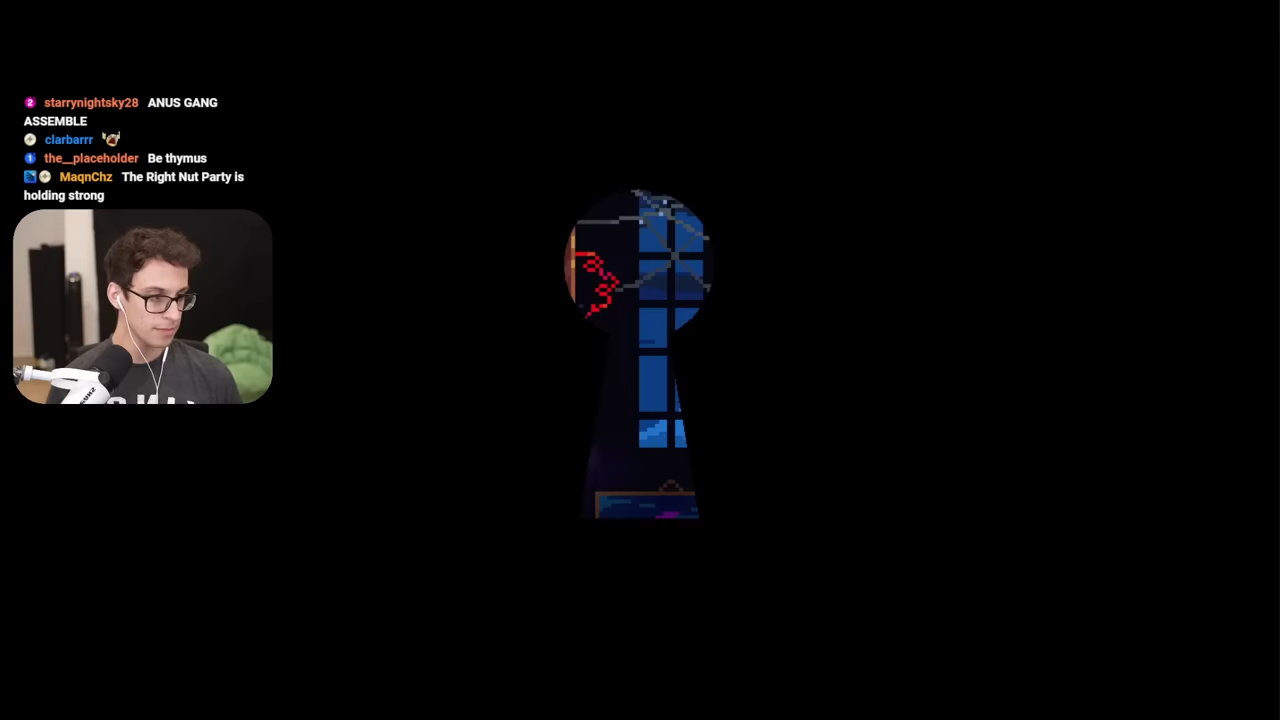 starrynightsky28 ANUS GANG
ASSEMBLE
clarbarrr
the__placeholder Be thymus
MaqnChz The Right Nut Party is
holding strong